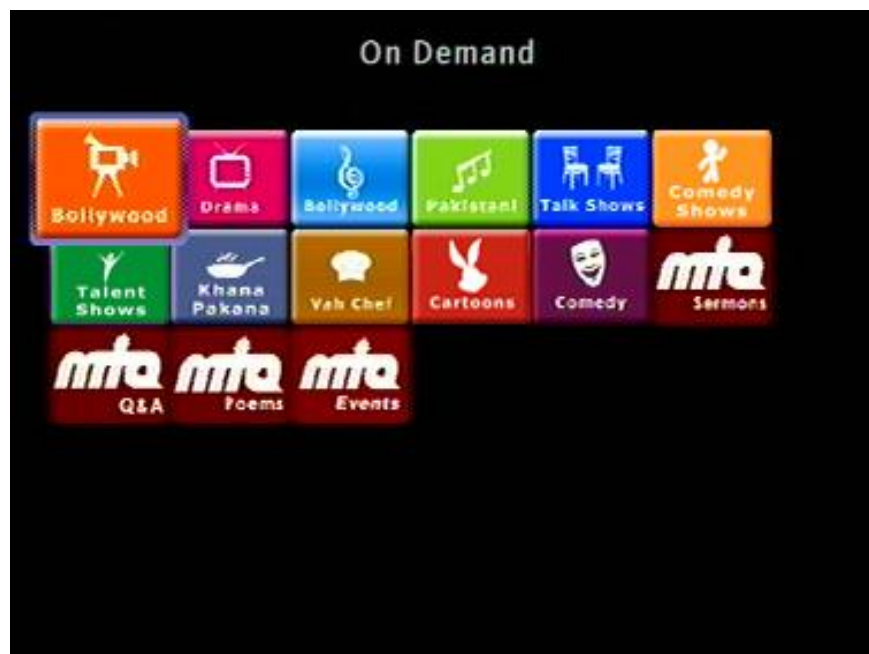 On Demand
Bollywood
Drama
Bollywood
Pakistani
Talk Shows
Comedy
Shows
Talent
Shows
Khana
Pakana
Vah Chef
Cartoons
Comedy
mta
Sermons
mta
Q&A
mta
Poems
mta
Events